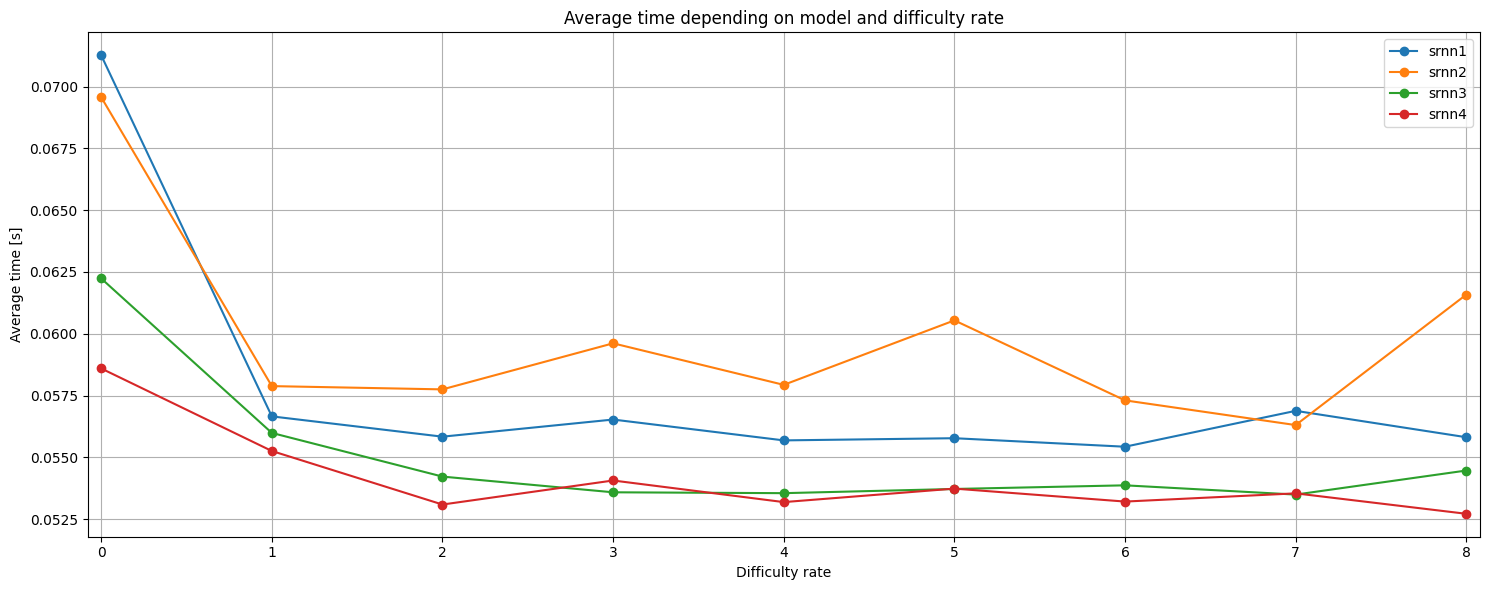 Average time depending on model and difficulty rate
srnn1
srnn2
srnn3
srnn4
Average time [s]
0.0700
0.0675
0.0650
0.0625
0.0600
0.0575
0.0550
0.0525
0 1 2 3 4 5 6 7 8
Difficulty rate